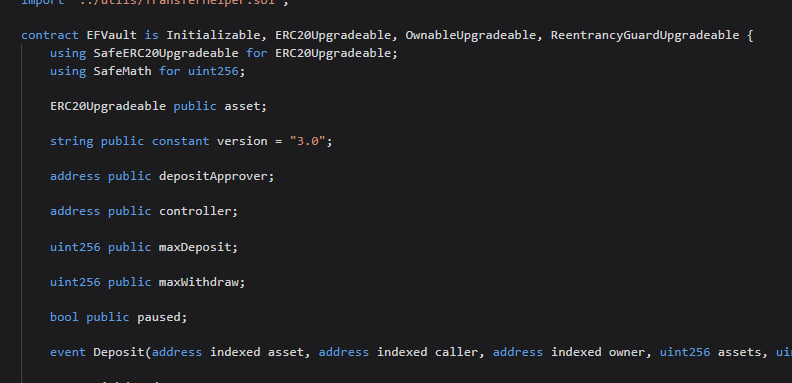 import "../utils/TransferHelper.sol";
contract EFVault is Initializable, ERC20Upgradeable, OwnableUpgradeable, ReentrancyGuardUpgradeable {
using SafeERC20Upgradeable for ERC20Upgradeable;
using SafeMath for uint256;
ERC20Upgradeable public asset;
string public constant version = "3.0";
address public depositApprover;
address public controller;
uint256 public maxDeposit;
uint256 public maxWithdraw;
bool public paused;
event Deposit(address indexed asset, address indexed caller, address indexed owner, uint256 assets, ui